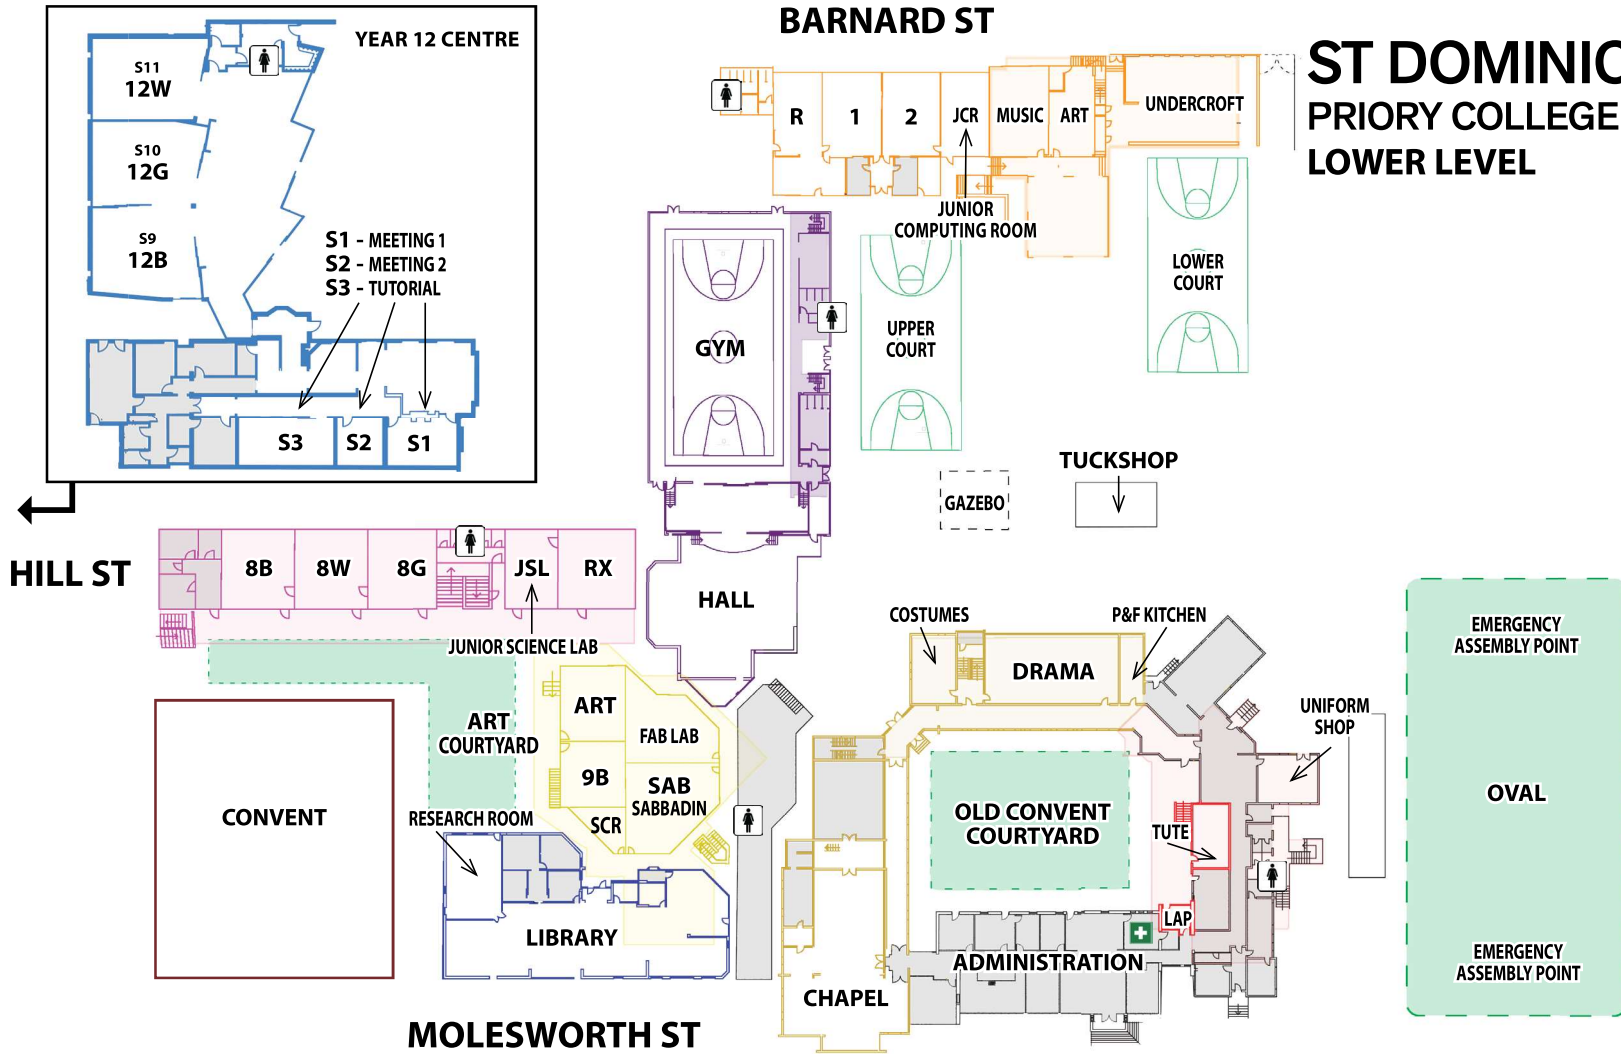 YEAR 12 CENTRE
S11
12W
S10
12G
S9
12B
S1 - MEETING 1
S2 - MEETING 2
S3 - TUTORIAL
S3
S2
S1
BARNARD ST
ST DOMINIC
PRIORY COLLEGE
LOWER LEVEL
R
1
2
JCR
MUSIC
ART
UNDERCROFT
JUNIOR
COMPUTING ROOM
LOWER
COURT
UPPER
COURT
GYM
TUCKSHOP
GAZEBO
HILL ST
8B
8W
8G
JSL
RX
JUNIOR SCIENCE LAB
HALL
COSTUMES
P&F KITCHEN
DRAMA
UNIFORM
SHOP
EMERGENCY
ASSEMBLY POINT
OVAL
EMERGENCY
ASSEMBLY POINT
ART
COURTYARD
ART
FAB LAB
9B
SAB
SABBADIN
SCR
CONVENT
RESEARCH ROOM
LIBRARY
OLD CONVENT
COURTYARD
TUTE
LAP
ADMINISTRATION
CHAPEL
MOLESWORTH ST